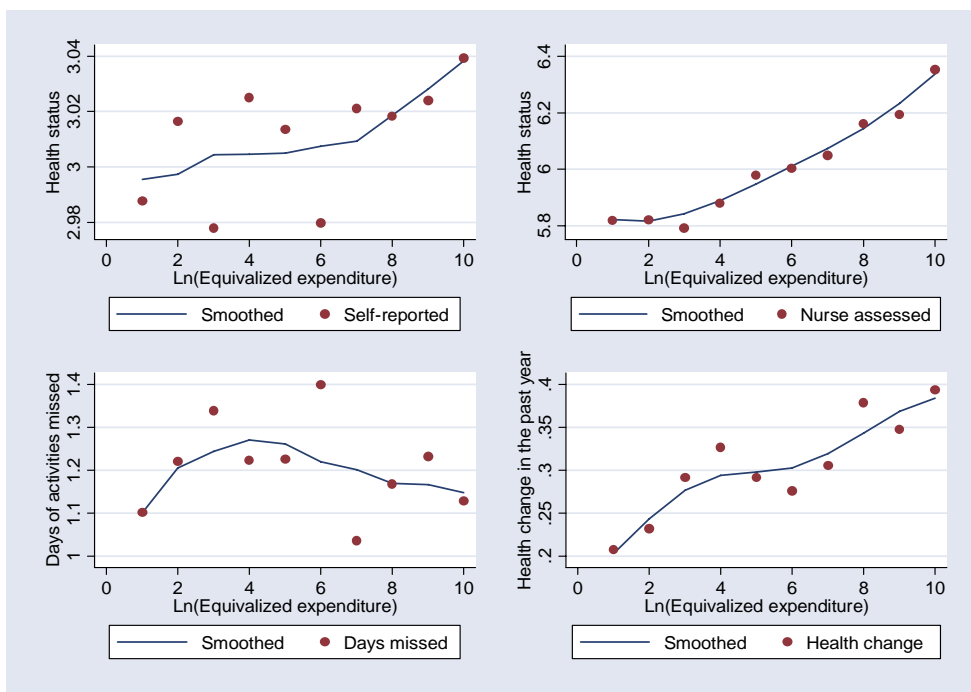 Health status
3.04
3.02
3
2.98
0 2 4 6 8 10
Ln(Equivalized expenditure)
Smoothed Self-reported
Health status
6.4
6.2
6
5.8
0 2 4 6 8 10
Ln(Equivalized expenditure)
Smoothed Nurse assessed
Days of activities missed
1.4
1.3
1.2
1.1
1
0 2 4 6 8 10
Ln(Equivalized expenditure)
Smoothed Days missed
Health change in the past year
.4
.35
.3
.25
.2
0 2 4 6 8 10
Ln(Equivalized expenditure)
Smoothed Health change